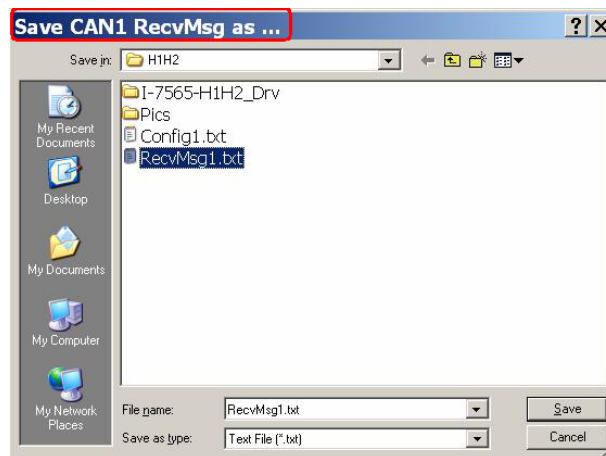 Save CAN1 RecvMsg as ...
Save in:
H1H2
My Recent
Documents
Desktop
My Documents
My Computer
My Network
Places
I-7565-H1H2_Drv
Pics
Config1.txt
RecvMsg1.txt
File name:
RecvMsg1.txt
Save
Save as type:
Text File (*.txt)
Cancel